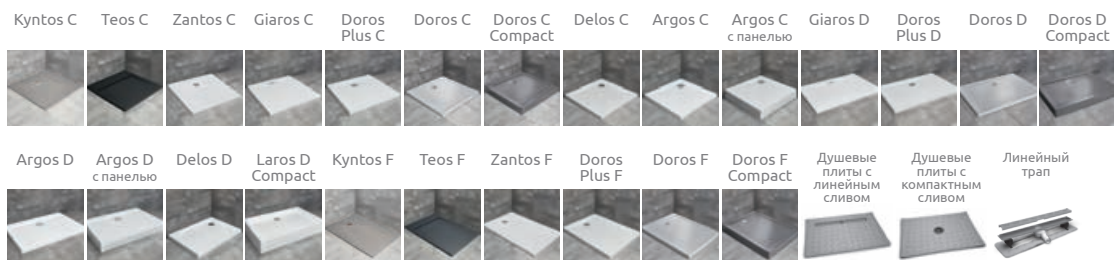 Kyntos C
Teos C
Zantos C
Giaros C
Doros
Plus C
Doros C
Doros C
Compact
Delos C
Argos C
Argos C
с панелью
Giaros D
Doros
Plus D
Doros D
Doros D
Compact
Argos D
Argos D
с панелью
Delos D
Laros D
Compact
Kyntos F
Teos F
Zantos F
Doros
Plus F
Doros F
Doros F
Compact
Душевые
плиты с
линейным
сливом
Душевые
плиты с
компактным
сливом
Линейный
трап